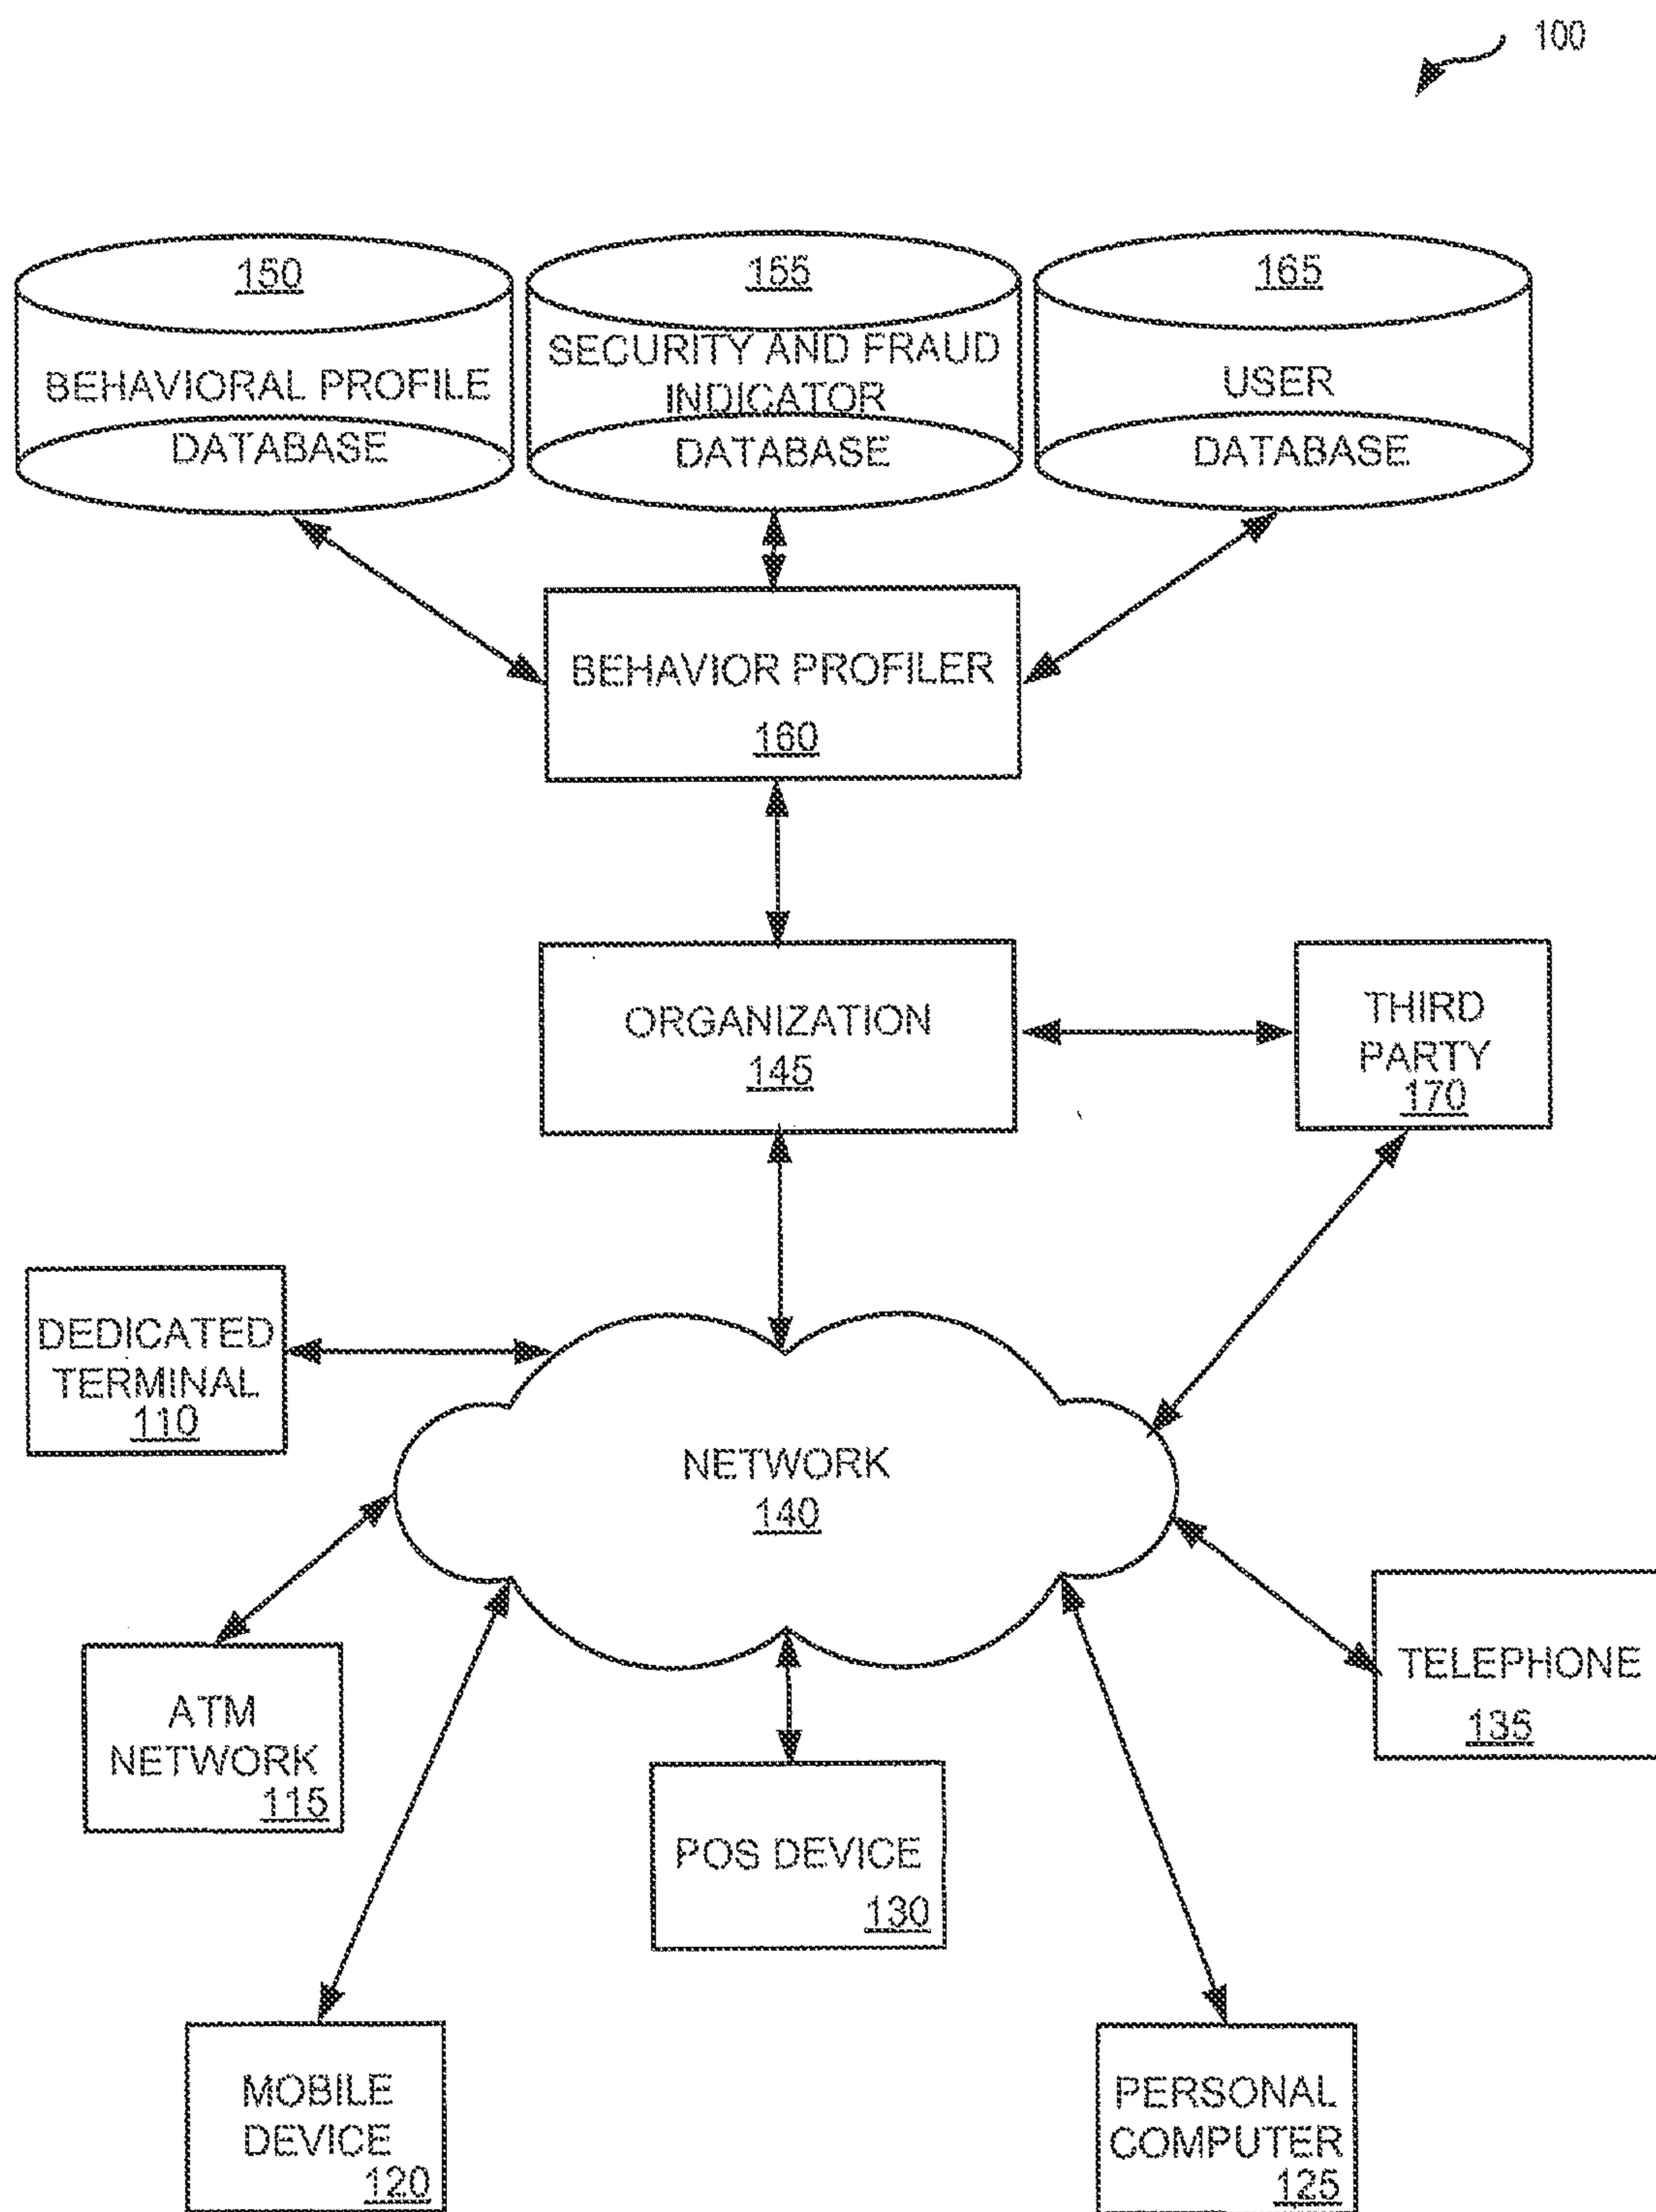 100
150
BEHAVIORAL PROFILE
DATABASE
155
SECURITY AND FRAUD
INDICATOR
DATABASE
165
USER
DATABASE
BEHAVIOR PROFILER
160
ORGANIZATION
145
THIRD
PARTY
170
DEDICATED
TERMINAL
110
NETWORK
140
ATM
NETWORK
115
TELEPHONE
135
POS DEVICE
130
MOBILE
DEVICE
120
PERSONAL
COMPUTER
125